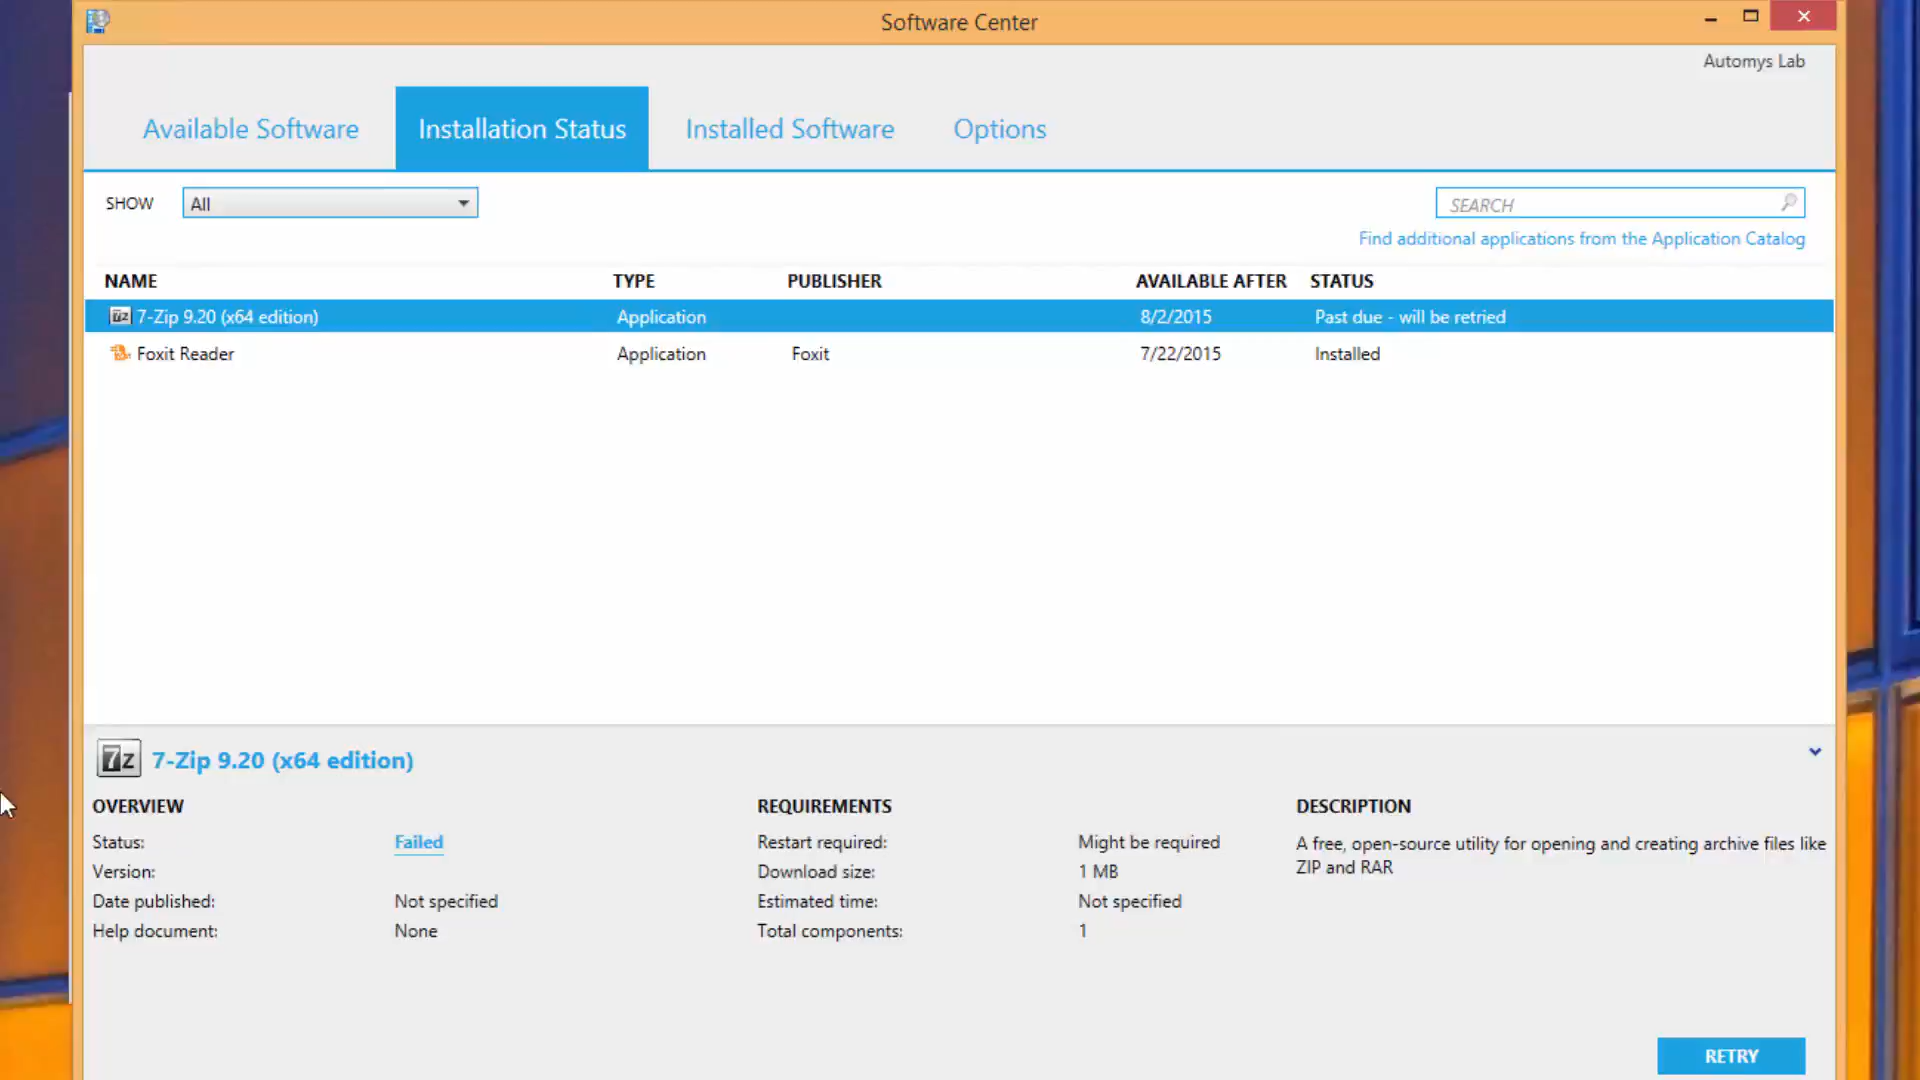 Software Center
Automys Lab
Available Software Installation Status Installed Software Options
SHOW All SEARCH
Find additional applications from the Application Catalog
NAME TYPE PUBLISHER AVAILABLE AFTER STATUS
7z 7-Zip 9.20 (x64 edition) Application 8/2/2015 Past due - will be retried
Foxit Reader Application Foxit 7/22/2015 Installed
7z 7-Zip 9.20 (x64 edition)
OVERVIEW REQUIREMENTS DESCRIPTION
Status: Failed Restart required: Might be required A free, open-source utility for opening and creating archive files like
ZIP and RAR
Version: Download size: 1 MB
Date published: Not specified Estimated time: Not specified
Help document: None Total components: 1
RETRY